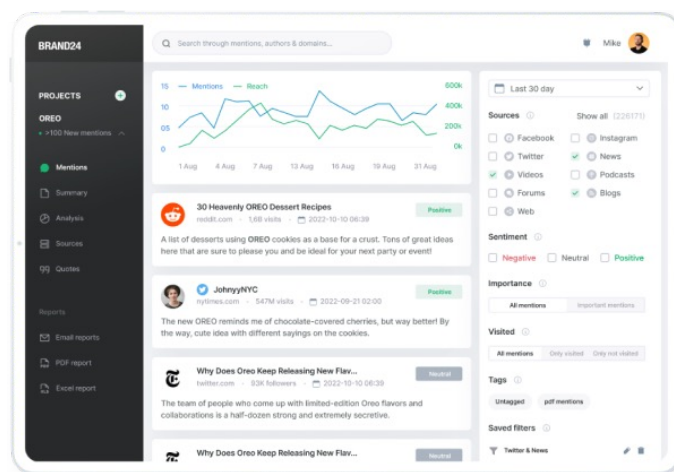 BRAND24
Search through mentions, authors & domains...
Mike
PROJECTS
OREO
>100 New mentions
Mentions
Summary
Analysis
Sources
Quotes
Reports
Email reports
PDF report
Excel report
15 Mentions Reach 600k
10 400k
05 200k
0 0k
1 Aug 4 Aug 7 Aug 13 Aug 16 Aug 19 Aug 21 Aug 31 Aug
30 Heavenly OREO Dessert Recipes
Positive
reddit.com 1,6B visits 2022-10-10 06:39
A list of desserts using OREO cookies as a base for a crust. Tons of great ideas
here that are sure to please you and be ideal for your next party or event!
JohnyyNYC
Positive
nytimes.com 547M visits 2022-09-21 02:00
The new OREO reminds me of chocolate-covered cherries, but way better! By
the way, cute idea with different sayings on the cookies.
Why Does Oreo Keep Releasing New Flav...
Neutral
twitter.com 93K followers 2022-10-10 06:39
The team of people who come up with limited-edition Oreo flavors and
collaborations is a half-dozen strong and extremely secretive.
Why Does Oreo Keep Releasing New Flav...
Neutral
Last 30 day
Sources Show all (226171)
Facebook Instagram
Twitter News
Videos Podcasts
Forums Blogs
Web
Sentiment
Negative Neutral Positive
Importance
All mentions Important mentions
Visited
All mentions Only visited Only not visited
Tags
Untagged pdf mentions
Saved filters
Twitter & News